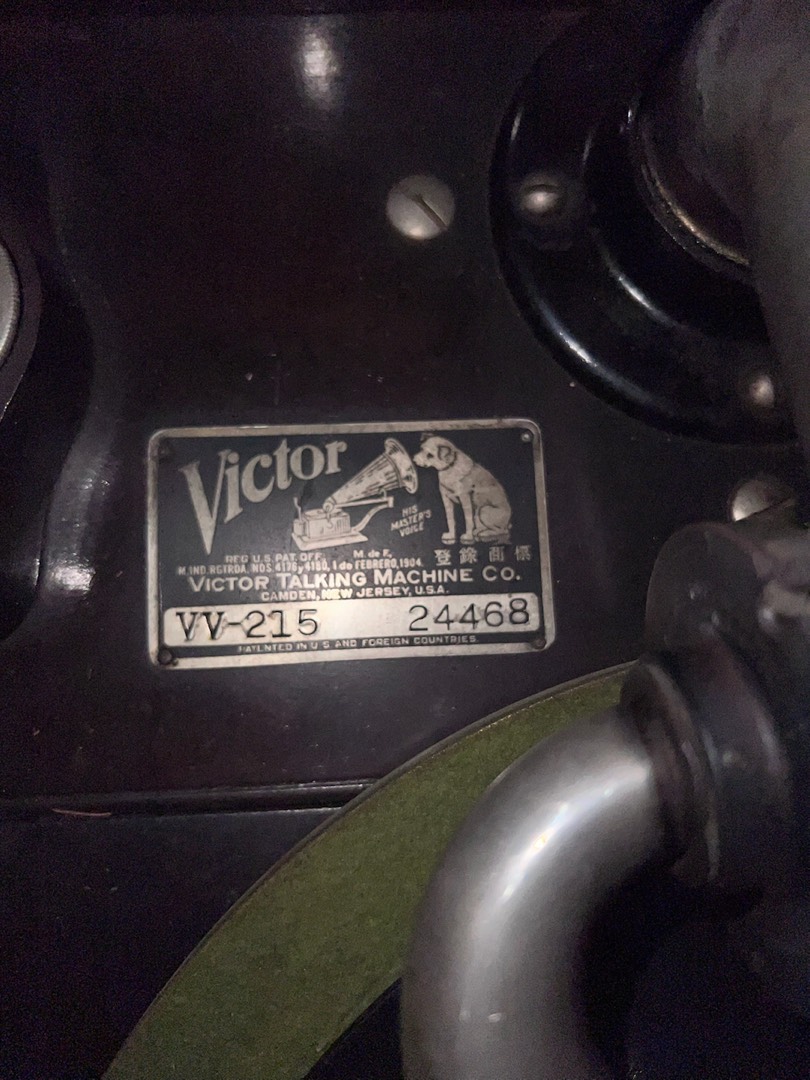 Victor
HIS
MASTER'S
VOICE
REG. U.S. PAT. OFF. M. de F.
M. IND. RGTRDA. NOS. 4178, 4180, 1 de FEBRERO, 1904. 登錄商標
VICTOR TALKING MACHINE CO.
CAMDEN, NEW JERSEY, U.S.A.
VV-215 24468
PATENTED IN U.S. AND FOREIGN COUNTRIES.